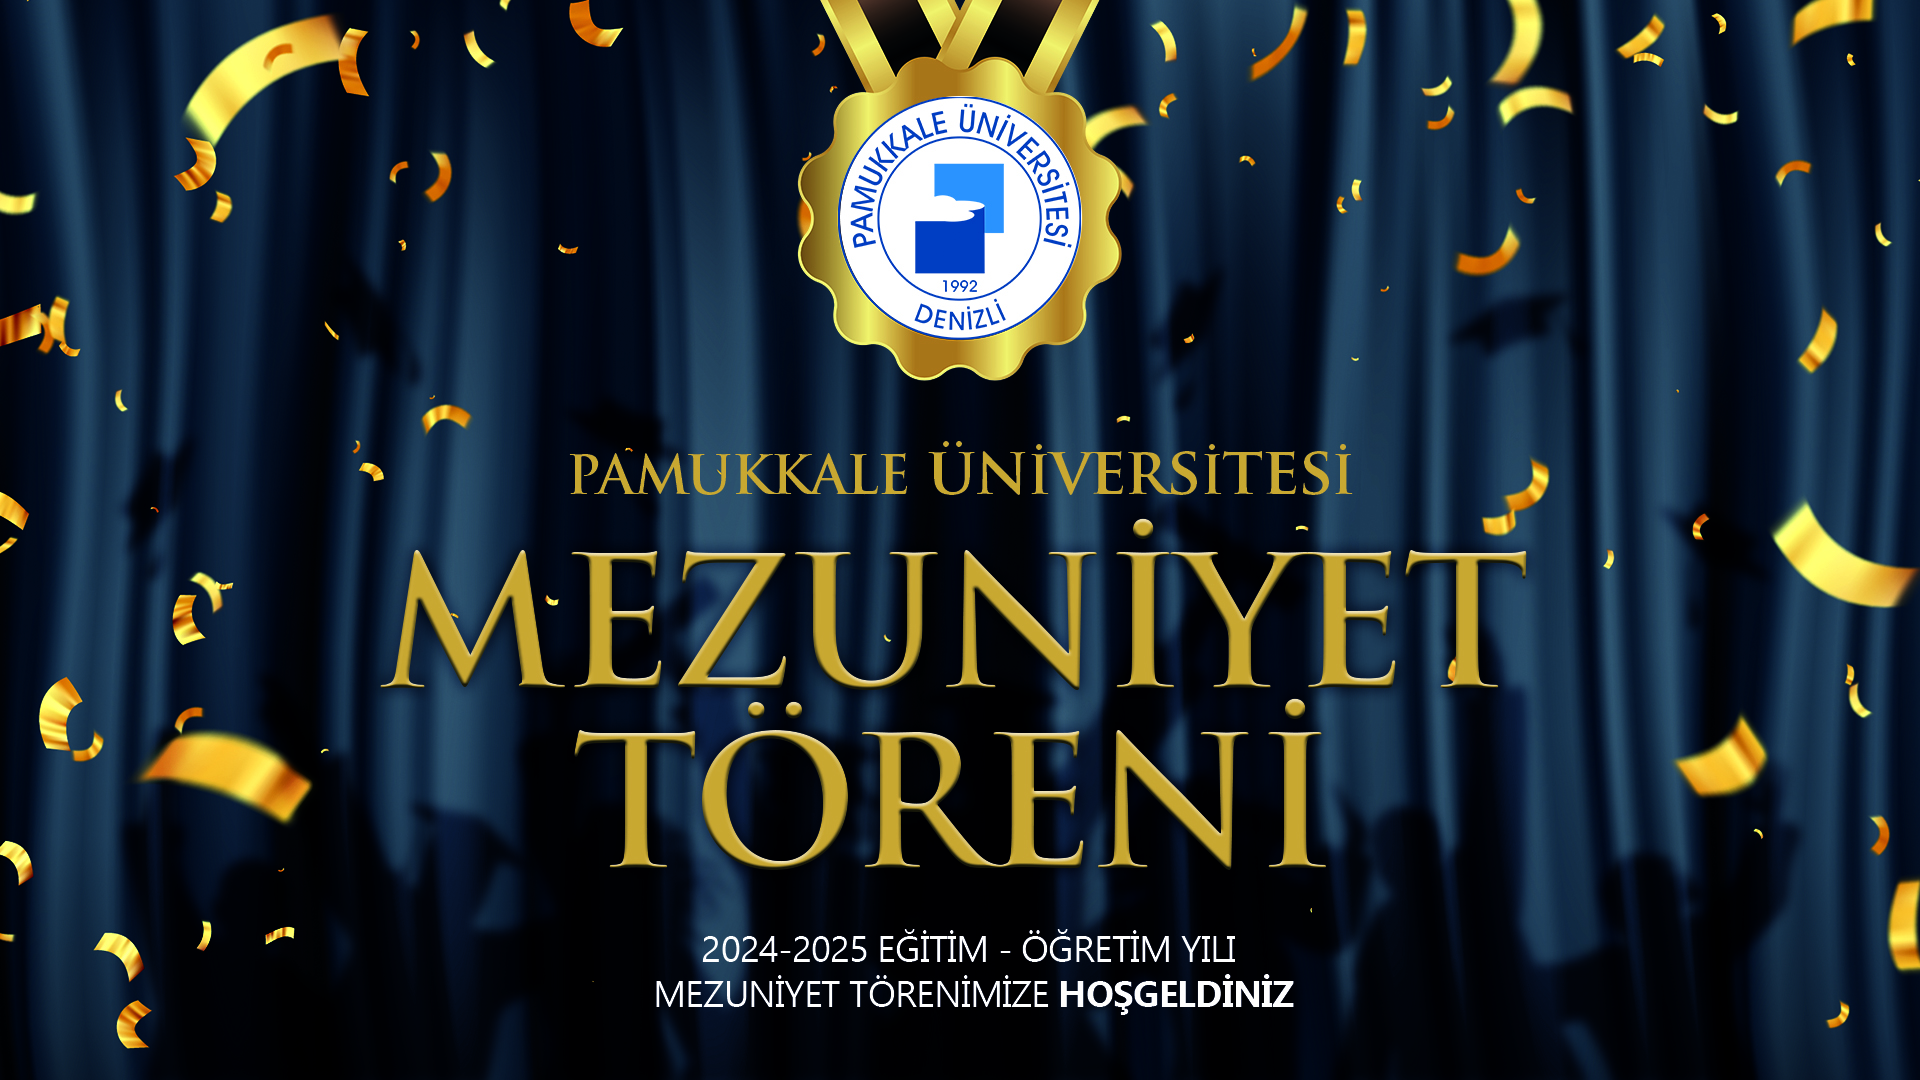 PAMUKKALE ÜNİVERSİTESİ
1992
DENİZLİ
PAMUKKALE ÜNİVERSİTESİ
MEZUNİYET
TÖRENİ
2024-2025 EĞİTİM - ÖĞRETİM YILI
MEZUNİYET TÖRENİMİZE HOŞGELDİNİZ